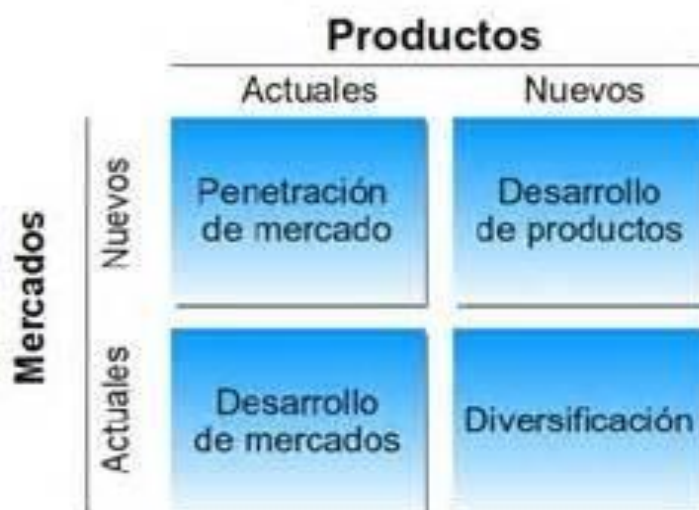 Productos
Actuales Nuevos
Mercados
Nuevos
Penetración
de mercado
Desarrollo
de productos
Actuales
Desarrollo
de mercados
Diversificación